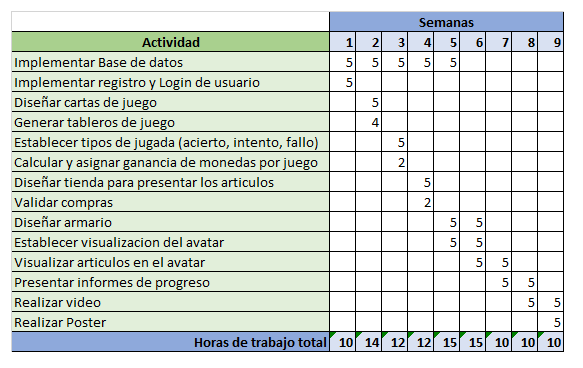 Semanas
Actividad 1 2 3 4 5 6 7 8 9
Implementar Base de datos 5 5 5 5 5
Implementar registro y Login de usuario 5
Diseñar cartas de juego 5
Generar tableros de juego 4
Establecer tipos de jugada (acierto, intento, fallo) 5
Calcular y asignar ganancia de monedas por juego 2
Diseñar tienda para presentar los articulos 5
Validar compras 2
Diseñar armario 5 5
Establecer visualizacion del avatar 5 5
Visualizar articulos en el avatar 5 5
Presentar informes de progreso 5 5
Realizar video 5 5
Realizar Poster 5
Horas de trabajo total 10 14 12 12 15 15 10 10 10